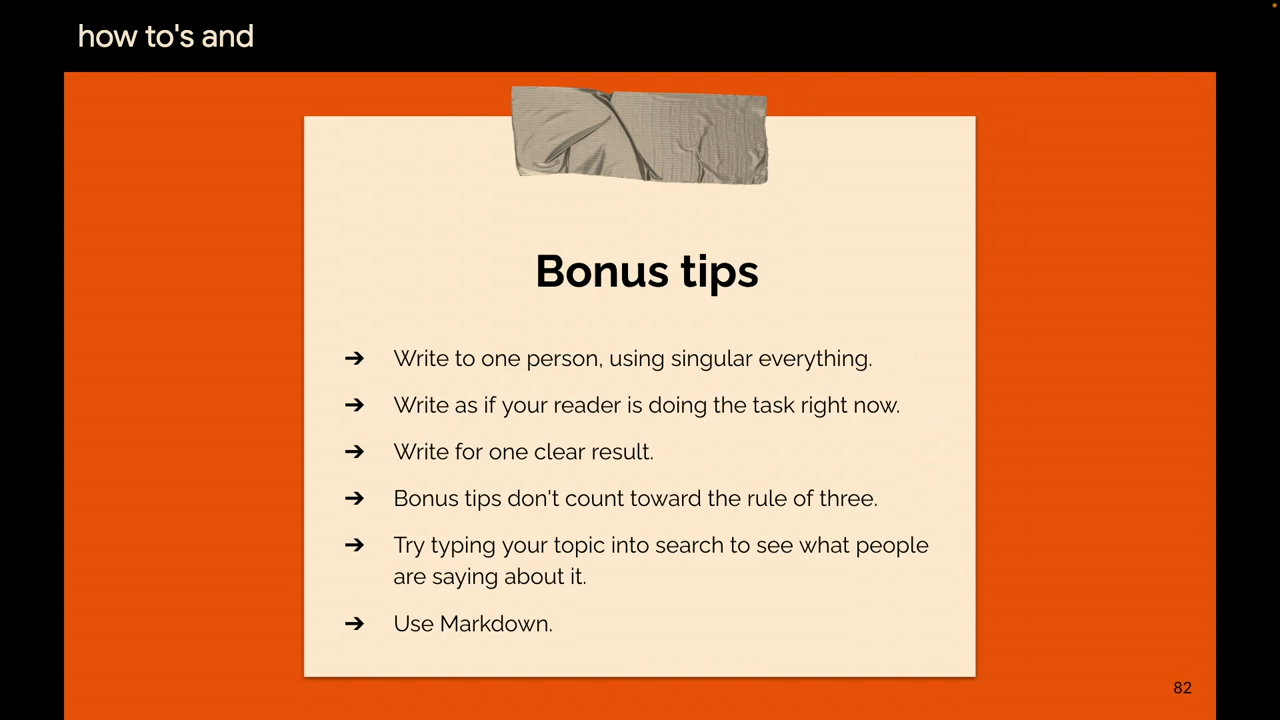 how to's and
Bonus tips
➔ Write to one person, using singular everything.
➔ Write as if your reader is doing the task right now.
➔ Write for one clear result.
➔ Bonus tips don't count toward the rule of three.
➔ Try typing your topic into search to see what people
are saying about it.
➔ Use Markdown.
82